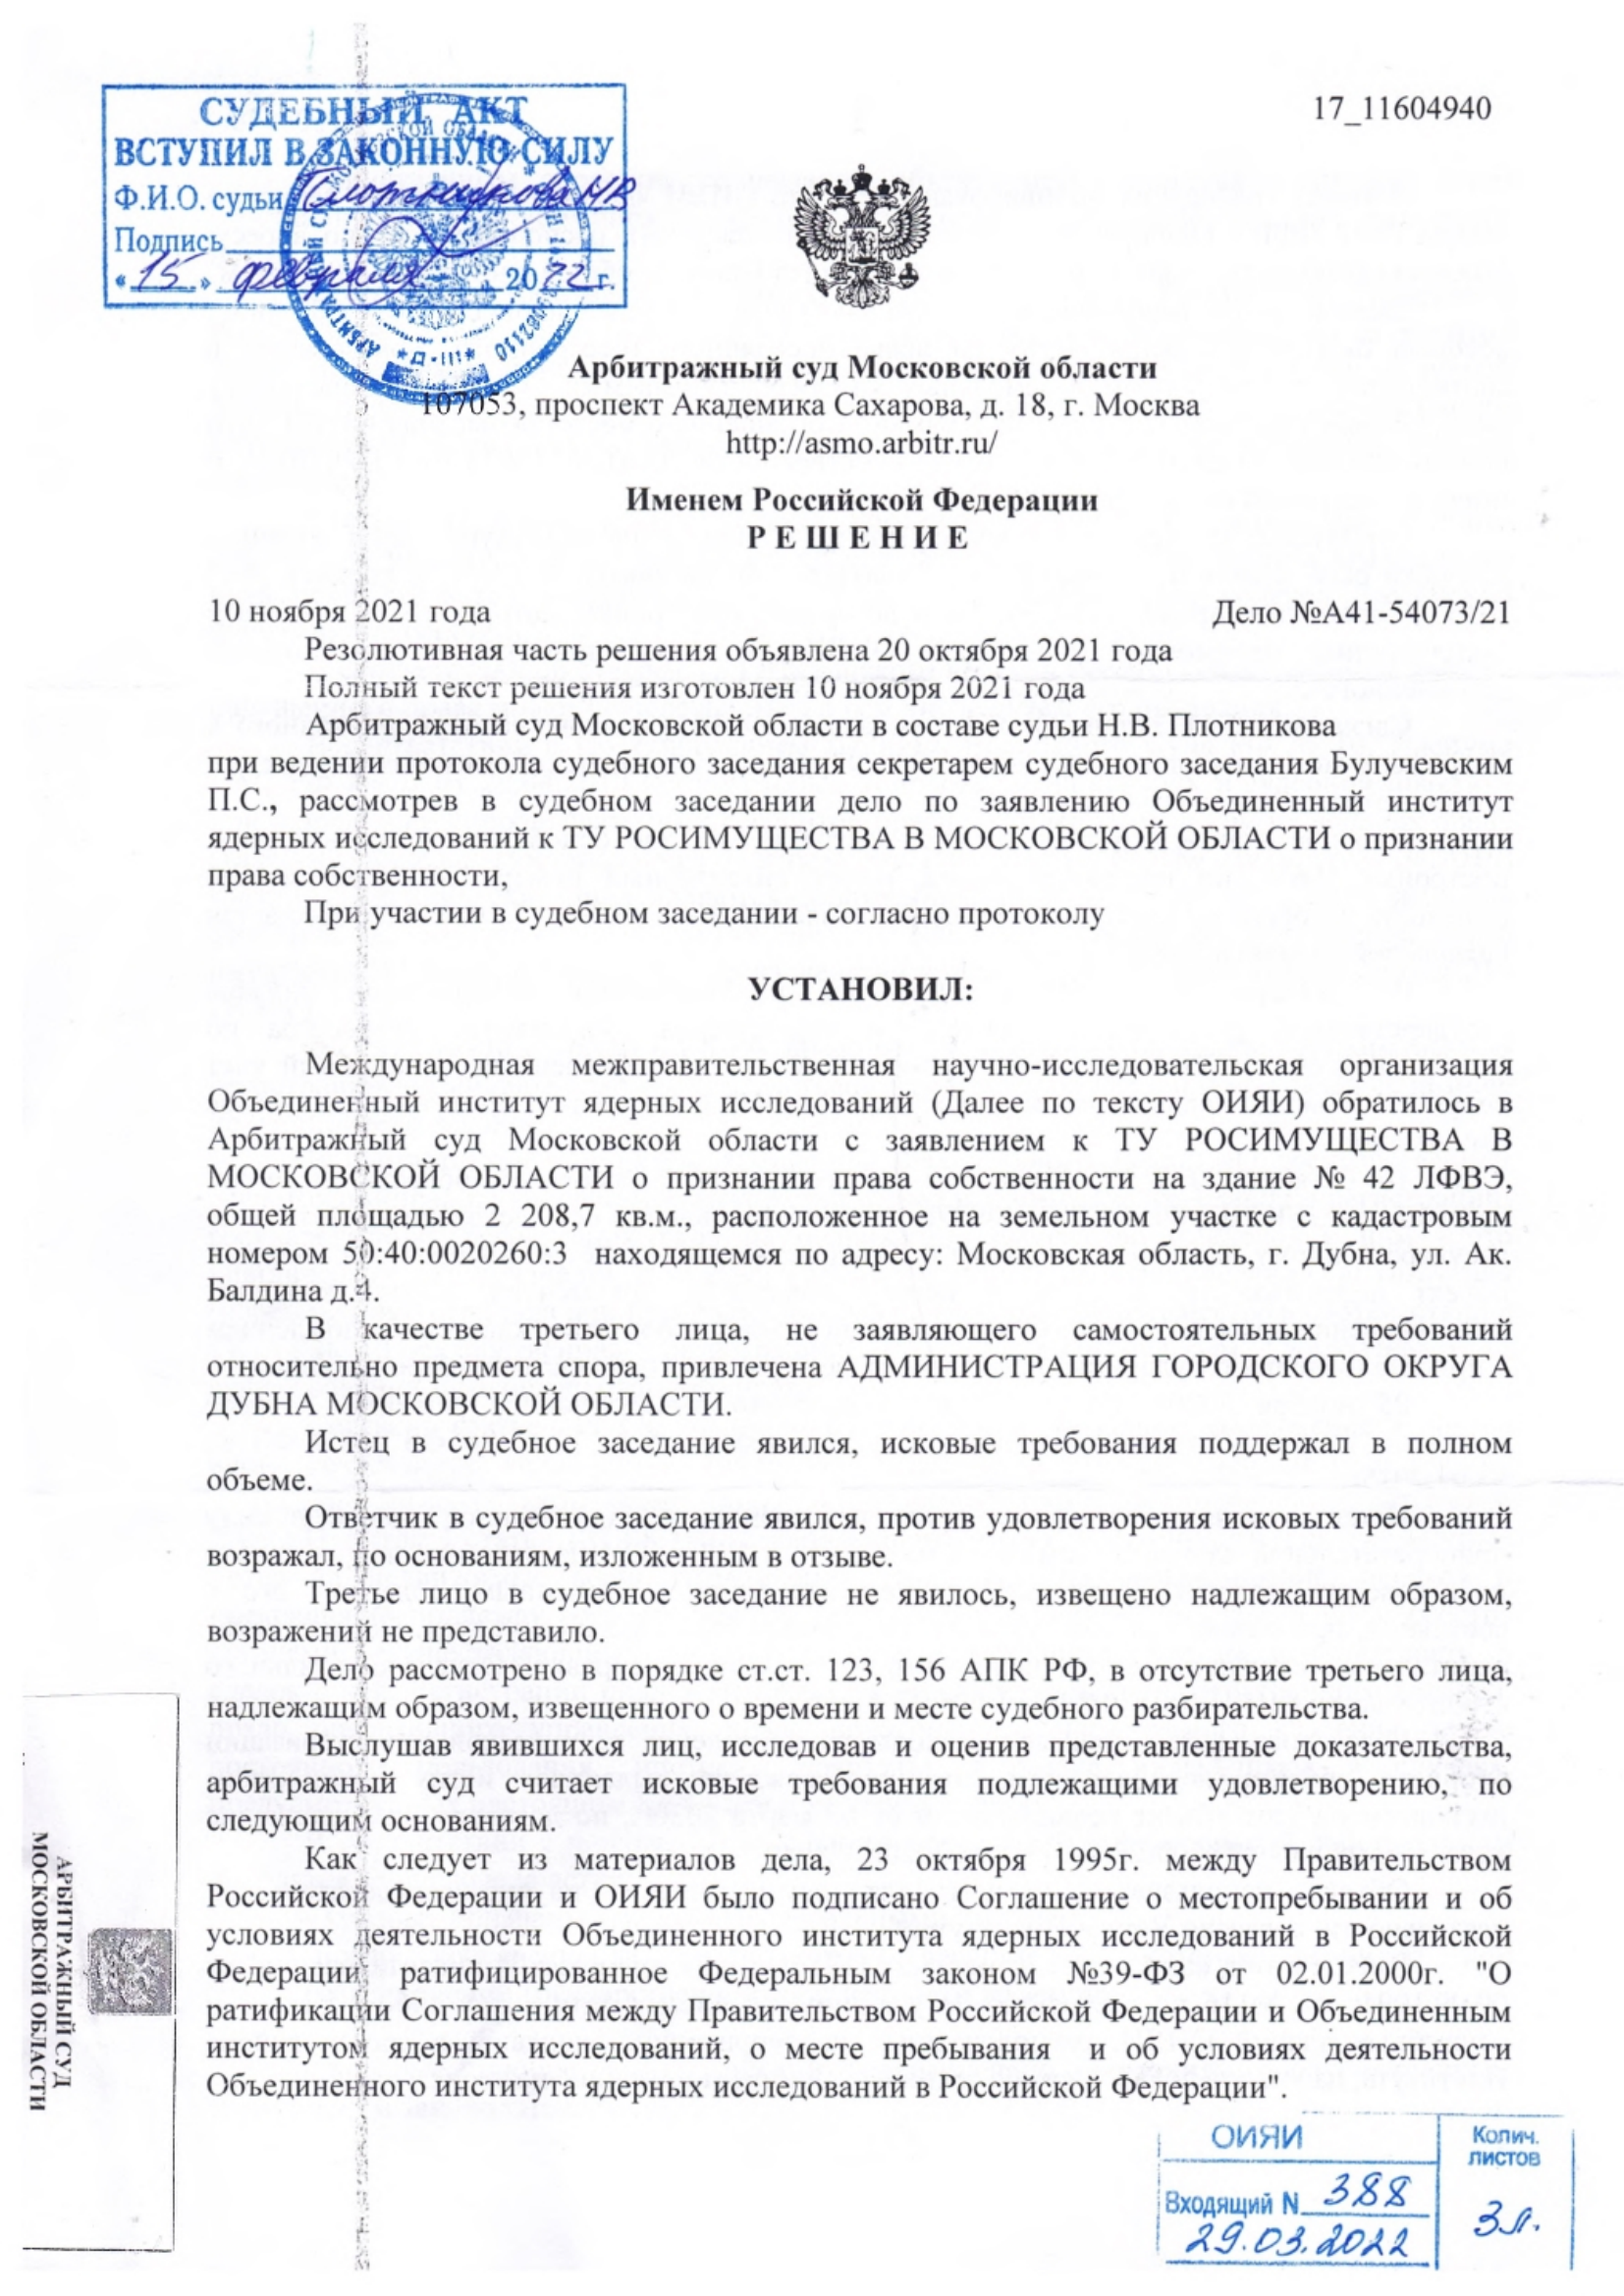 17_11604940
СУДЕБНЫЙ АКТ
ВСТУПИЛ В ЗАКОННУЮ СИЛУ
Ф.И.О. судьи Плотникова НВ
Подпись
«15» февраля 2022 г.
Арбитражный суд Московской области
107053, проспект Академика Сахарова, д. 18, г. Москва
http://asmo.arbitr.ru/
Именем Российской Федерации
Р Е Ш Е Н И Е
10 ноября 2021 года Дело №А41-54073/21
Резолютивная часть решения объявлена 20 октября 2021 года
Полный текст решения изготовлен 10 ноября 2021 года
Арбитражный суд Московской области в составе судьи Н.В. Плотникова
при ведении протокола судебного заседания секретарем судебного заседания Булучевским
П.С., рассмотрев в судебном заседании дело по заявлению Объединенный институт
ядерных исследований к ТУ РОСИМУЩЕСТВА В МОСКОВСКОЙ ОБЛАСТИ о признании
права собственности,
При участии в судебном заседании - согласно протоколу
УСТАНОВИЛ:
Международная межправительственная научно-исследовательская организация
Объединенный институт ядерных исследований (Далее по тексту ОИЯИ) обратилось в
Арбитражный суд Московской области с заявлением к ТУ РОСИМУЩЕСТВА В
МОСКОВСКОЙ ОБЛАСТИ о признании права собственности на здание № 42 ЛФВЭ,
общей площадью 2 208,7 кв.м., расположенное на земельном участке с кадастровым
номером 50:40:0020260:3 находящемся по адресу: Московская область, г. Дубна, ул. Ак.
Балдина д.4.
В качестве третьего лица, не заявляющего самостоятельных требований
относительно предмета спора, привлечена АДМИНИСТРАЦИЯ ГОРОДСКОГО ОКРУГА
ДУБНА МОСКОВСКОЙ ОБЛАСТИ.
Истец в судебное заседание явился, исковые требования поддержал в полном
объеме.
Ответчик в судебное заседание явился, против удовлетворения исковых требований
возражал, по основаниям, изложенным в отзыве.
Третье лицо в судебное заседание не явилось, извещено надлежащим образом,
возражений не представило.
Дело рассмотрено в порядке ст.ст. 123, 156 АПК РФ, в отсутствие третьего лица,
надлежащим образом, извещенного о времени и месте судебного разбирательства.
Выслушав явившихся лиц, исследовав и оценив представленные доказательства,
арбитражный суд считает исковые требования подлежащими удовлетворению, по
следующим основаниям.
Как следует из материалов дела, 23 октября 1995г. между Правительством
Российской Федерации и ОИЯИ было подписано Соглашение о местопребывании и об
условиях деятельности Объединенного института ядерных исследований в Российской
Федерации ратифицированное Федеральным законом №39-ФЗ от 02.01.2000г. "О
ратификации Соглашения между Правительством Российской Федерации и Объединенным
институтом ядерных исследований, о месте пребывания и об условиях деятельности
Объединенного института ядерных исследований в Российской Федерации".
АРБИТРАЖНЫЙ СУД
МОСКОВСКОЙ ОБЛАСТИ
ОИЯИ
Входящий N 388
29.03.2022
Колич.
листов
3л.